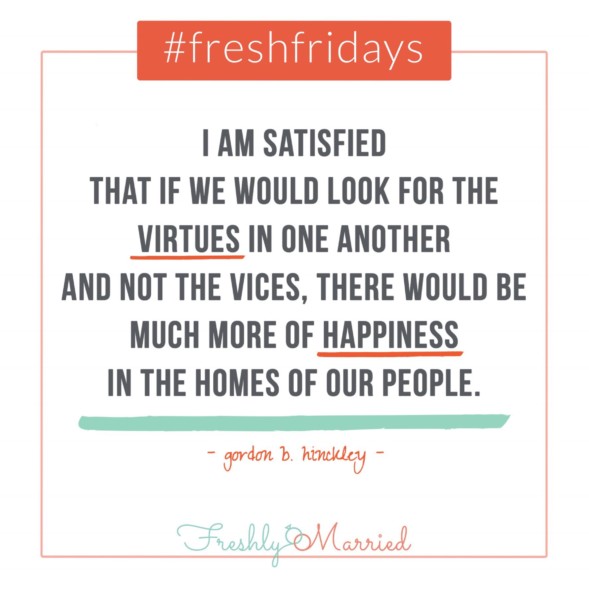 #freshfridays
I AM SATISFIED
THAT IF WE WOULD LOOK FOR THE
VIRTUES IN ONE ANOTHER
AND NOT THE VICES, THERE WOULD BE
MUCH MORE OF HAPPINESS
IN THE HOMES OF OUR PEOPLE.
- gordon b. hinckley -
Freshly Married